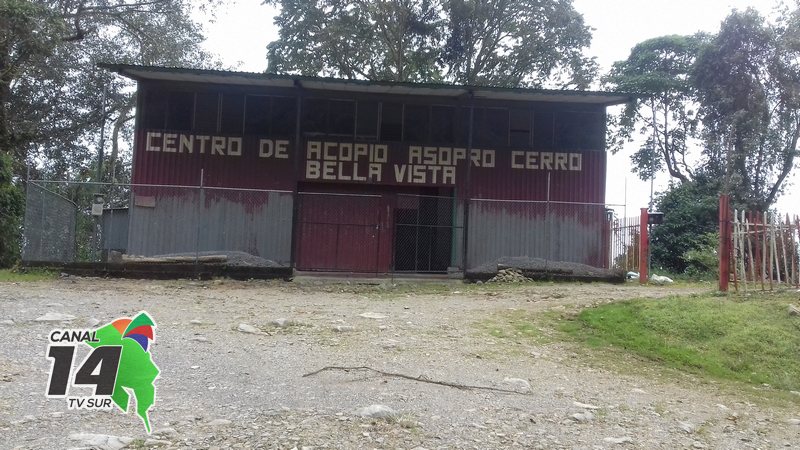 CENTRO DE ACOPIO ASOPRO CERRO
BELLA VISTA
CANAL
14
TV SUR